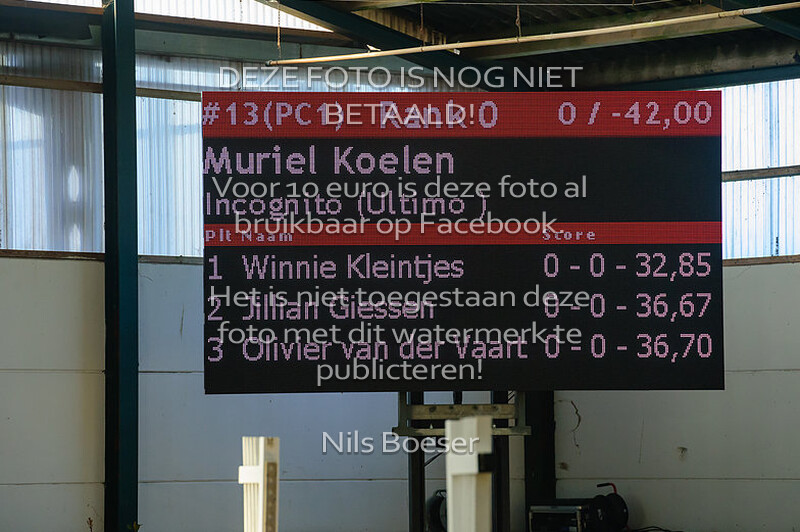 DEZE FOTO IS NOG NIET
BETAALD!
#13(PC1) Rank 0 0 / -42,00
Muriel Koelen
Voor 10 euro is deze foto al
Incognito (Ultimo )
bruikbaar op Facebook.
Plt Naam Score
1 Winnie Kleintjes 0 - 0 - 32,85
Het is niet toegestaan deze
2 Jillian Giessen 0 - 0 - 36,67
foto met dit watermerk te
3 Olivier van der Vaart 0 - 0 - 36,70
publiceren!
Nils Boeser